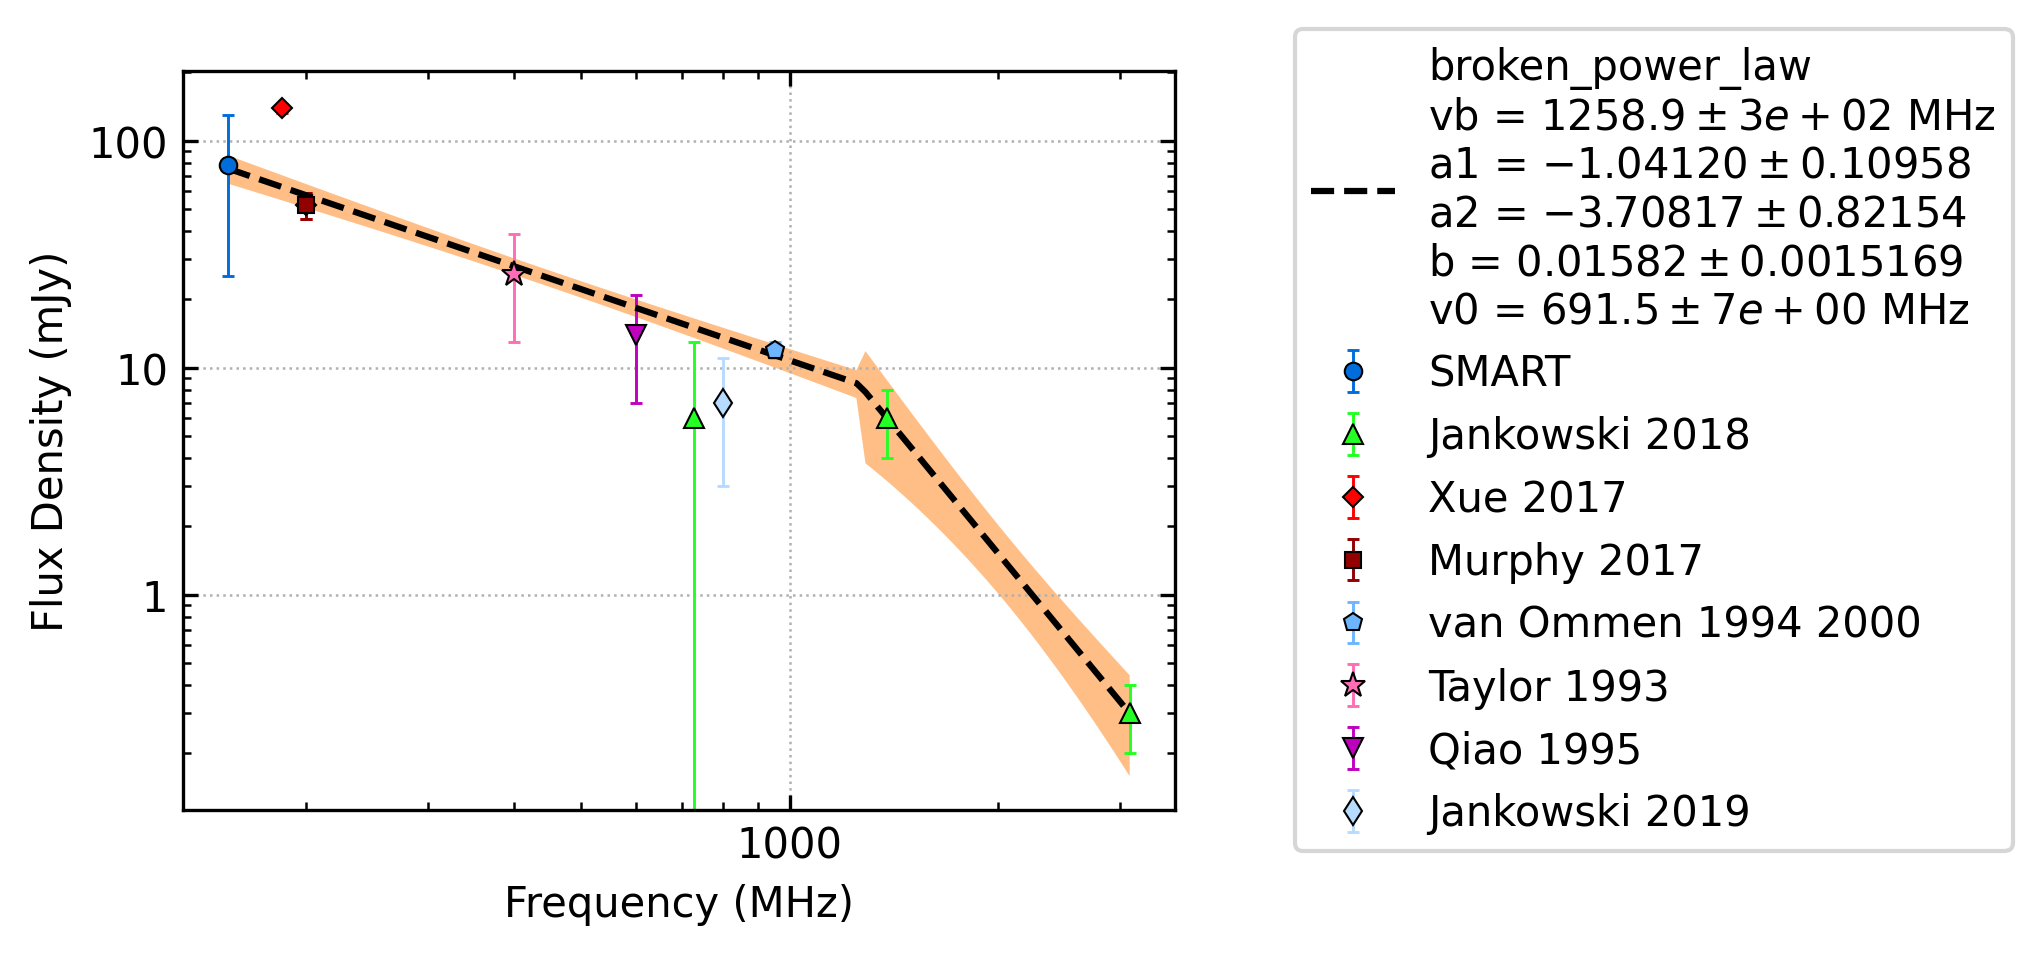 100
10
1
Flux Density (mJy)
1000
Frequency (MHz)
broken_power_law
vb = 1258.9 ± 3e + 02 MHz
a1 = −1.04120 ± 0.10958
a2 = −3.70817 ± 0.82154
b = 0.01582 ± 0.0015169
v0 = 691.5 ± 7e + 00 MHz
SMART
Jankowski 2018
Xue 2017
Murphy 2017
van Ommen 1994 2000
Taylor 1993
Qiao 1995
Jankowski 2019